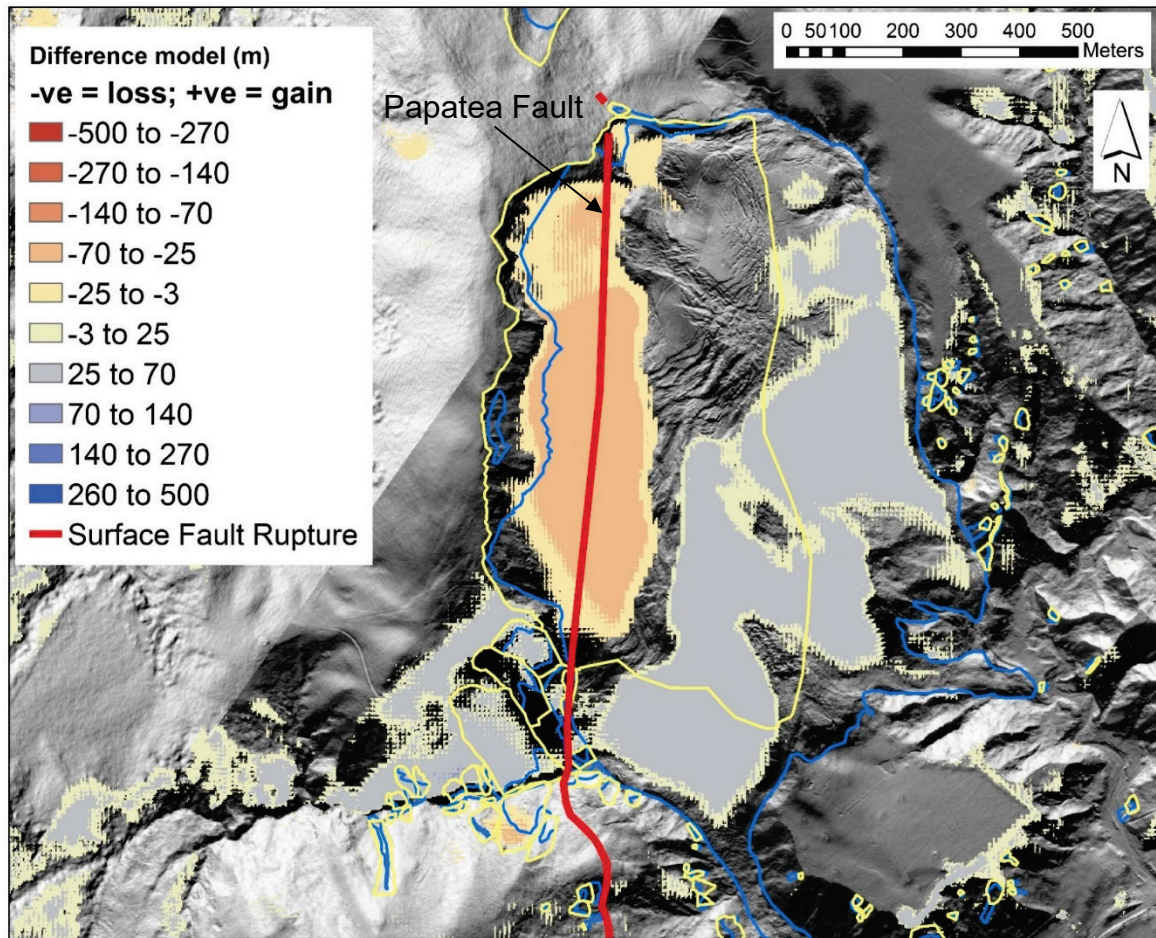 Difference model (m)
-ve = loss; +ve = gain
-500 to -270
-270 to -140
-140 to -70
-70 to -25
-25 to -3
-3 to 25
25 to 70
70 to 140
140 to 270
260 to 500
Surface Fault Rupture
Papatea Fault
0 50 100 200 300 400 500
Meters
N